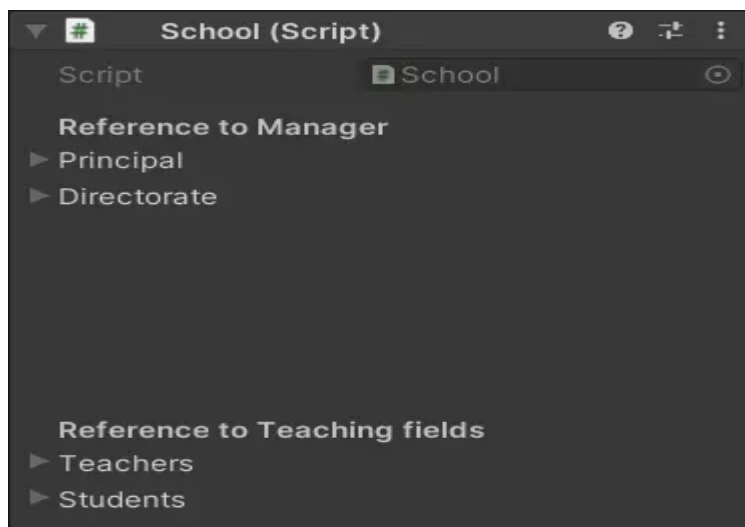 School (Script)
Script School
Reference to Manager
Principal
Directorate
Reference to Teaching fields
Teachers
Students